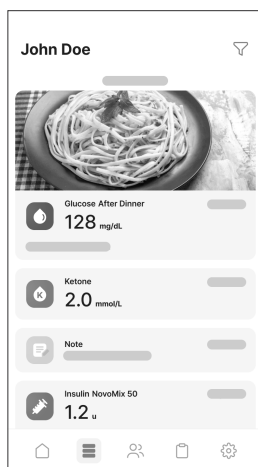 John Doe
Glucose After Dinner
128 mg/dL
Ketone
K
2.0 mmol/L
Note
Insulin NovoMix 50
1.2 u